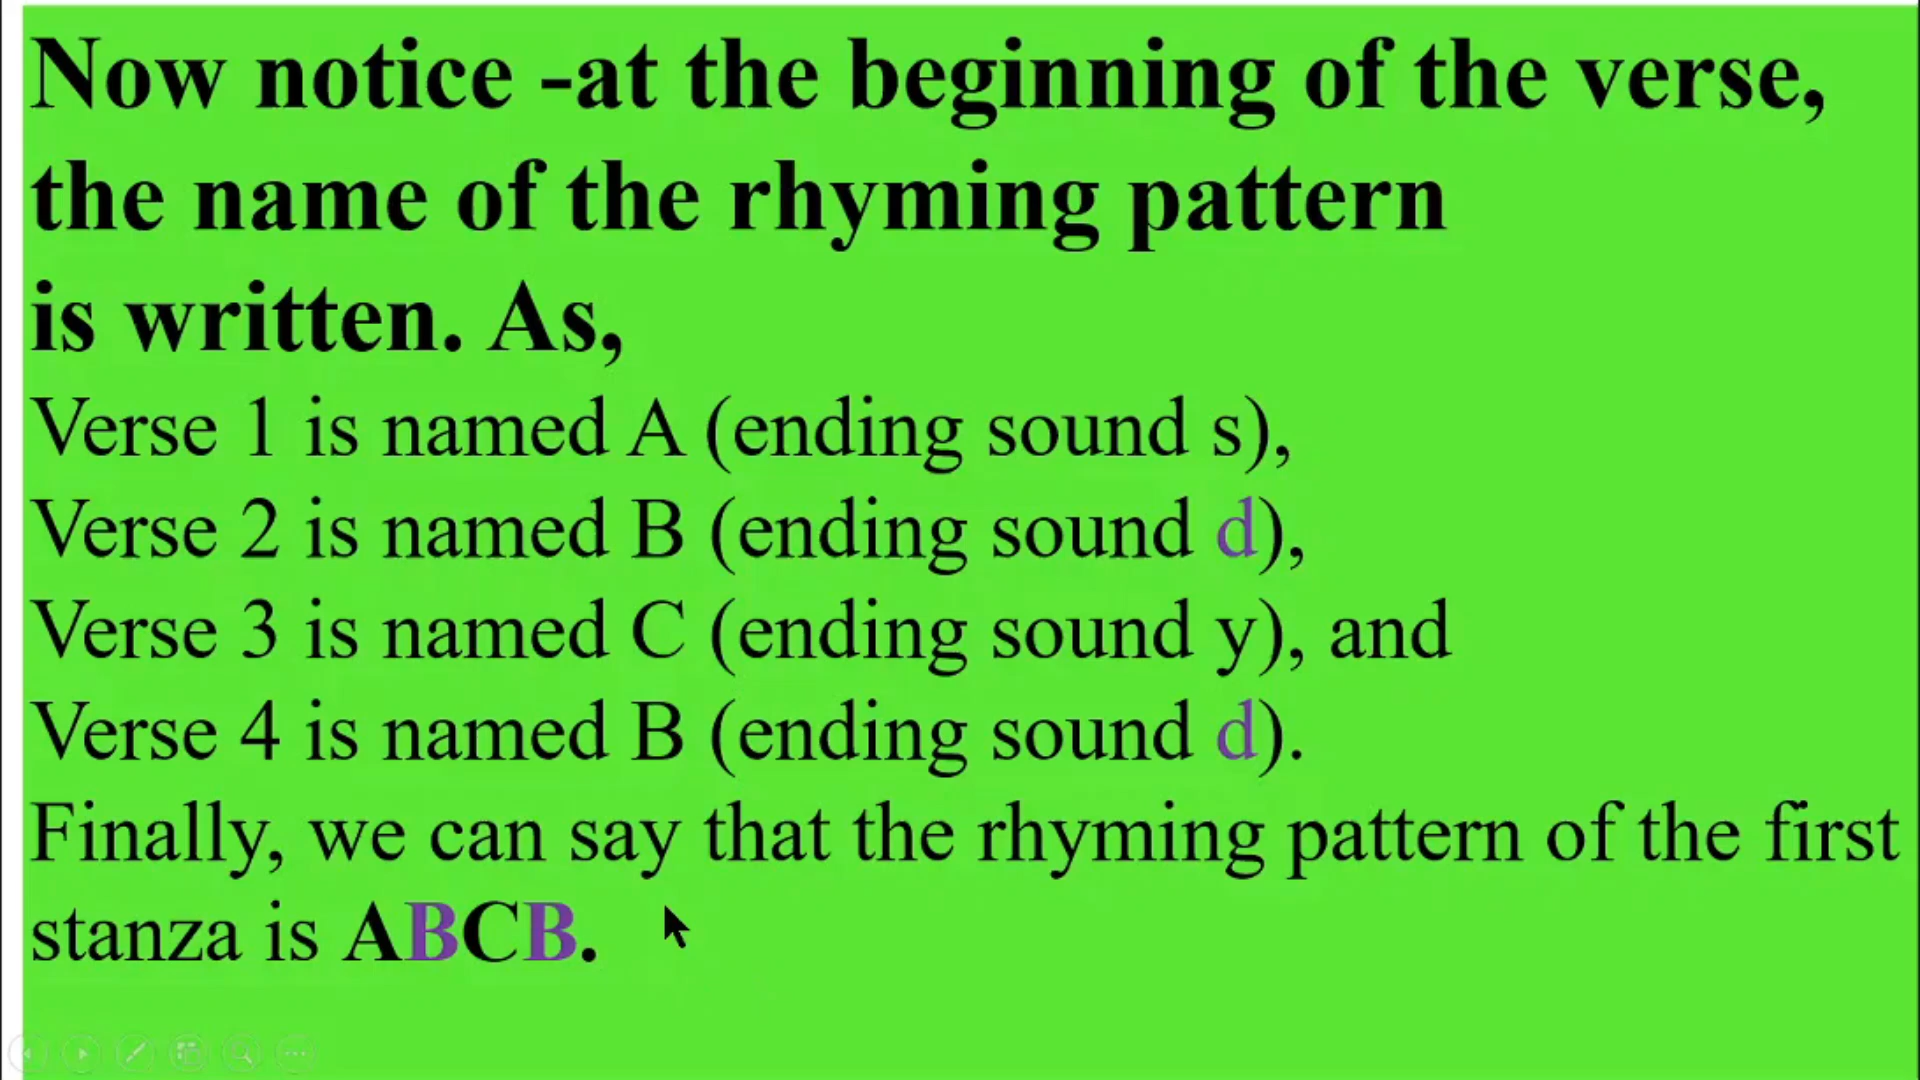 Now notice -at the beginning of the verse,
the name of the rhyming pattern
is written. As,
Verse 1 is named A (ending sound s),
Verse 2 is named B (ending sound d),
Verse 3 is named C (ending sound y), and
Verse 4 is named B (ending sound d).
Finally, we can say that the rhyming pattern of the first
stanza is ABCB.